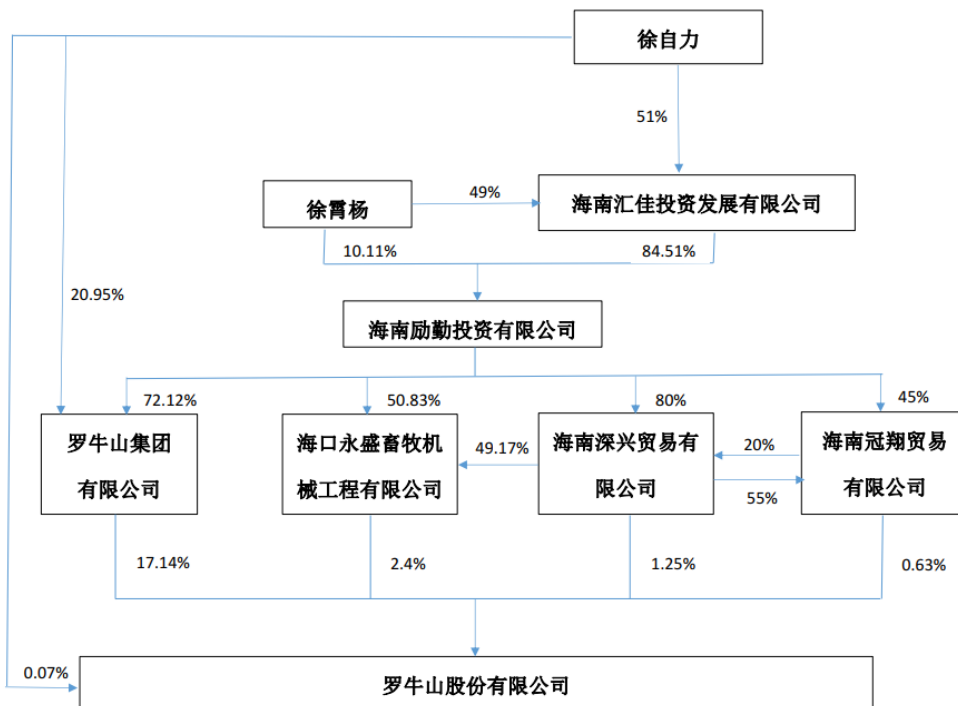 徐自力
51%
徐霄杨
49%
海南汇佳投资发展有限公司
10.11%
84.51%
20.95%
海南励勤投资有限公司
72.12%
50.83%
80%
45%
罗牛山集团
有限公司
海口永盛畜牧机
械工程有限公司
49.17%
海南深兴贸易有
限公司
20%
55%
海南冠翔贸易
有限公司
17.14%
2.4%
1.25%
0.63%
0.07%
罗牛山股份有限公司